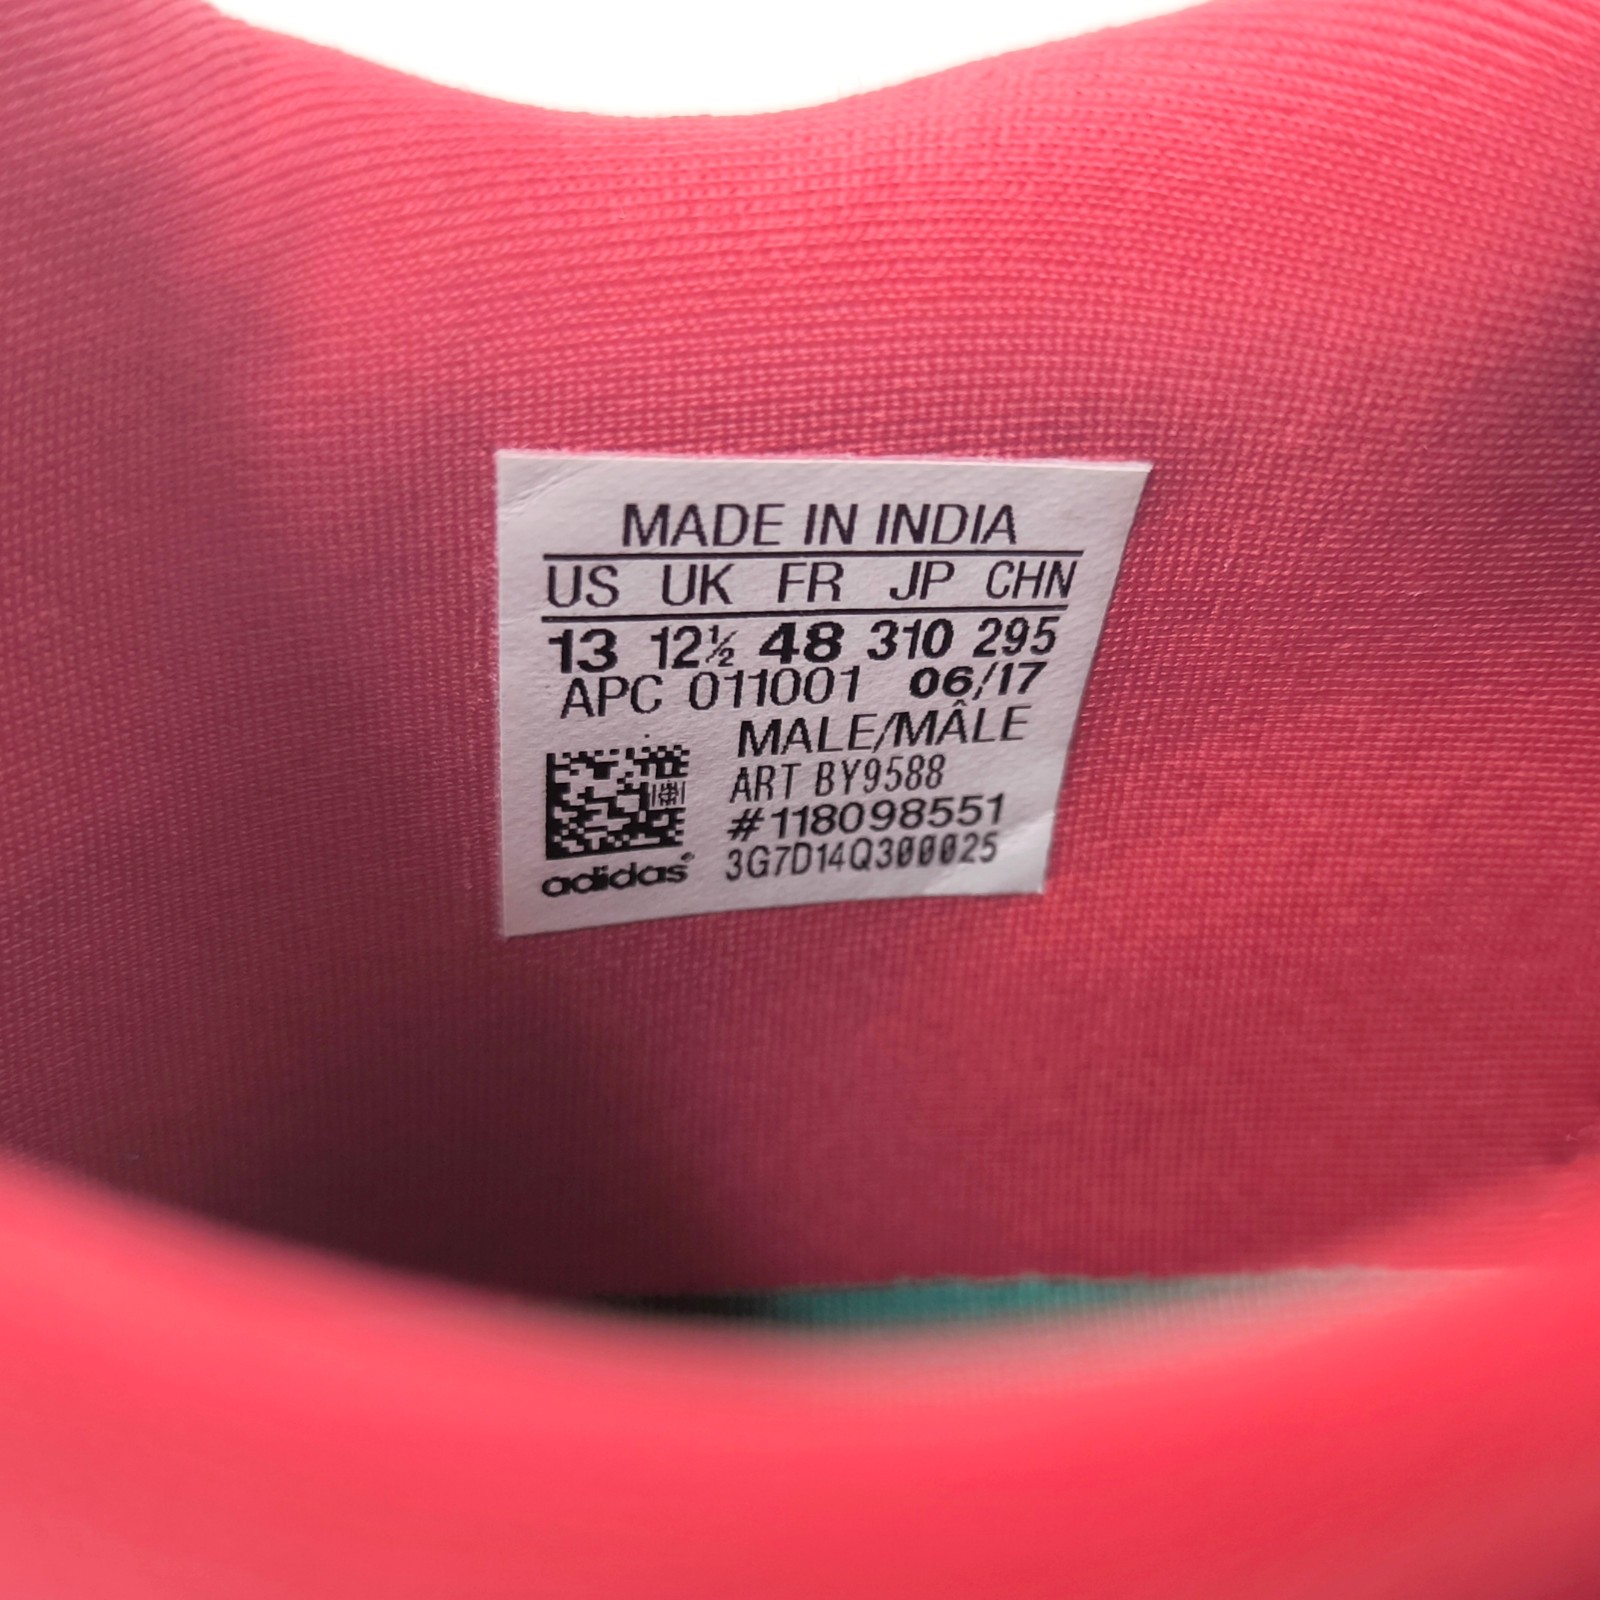 MADE IN INDIA
US UK FR JP CHN
13 12½ 48 310 295
APC 011001 06/17
MALE/MÂLE
ART BY9588
#118098551
3G7D14Q300025
adidas®